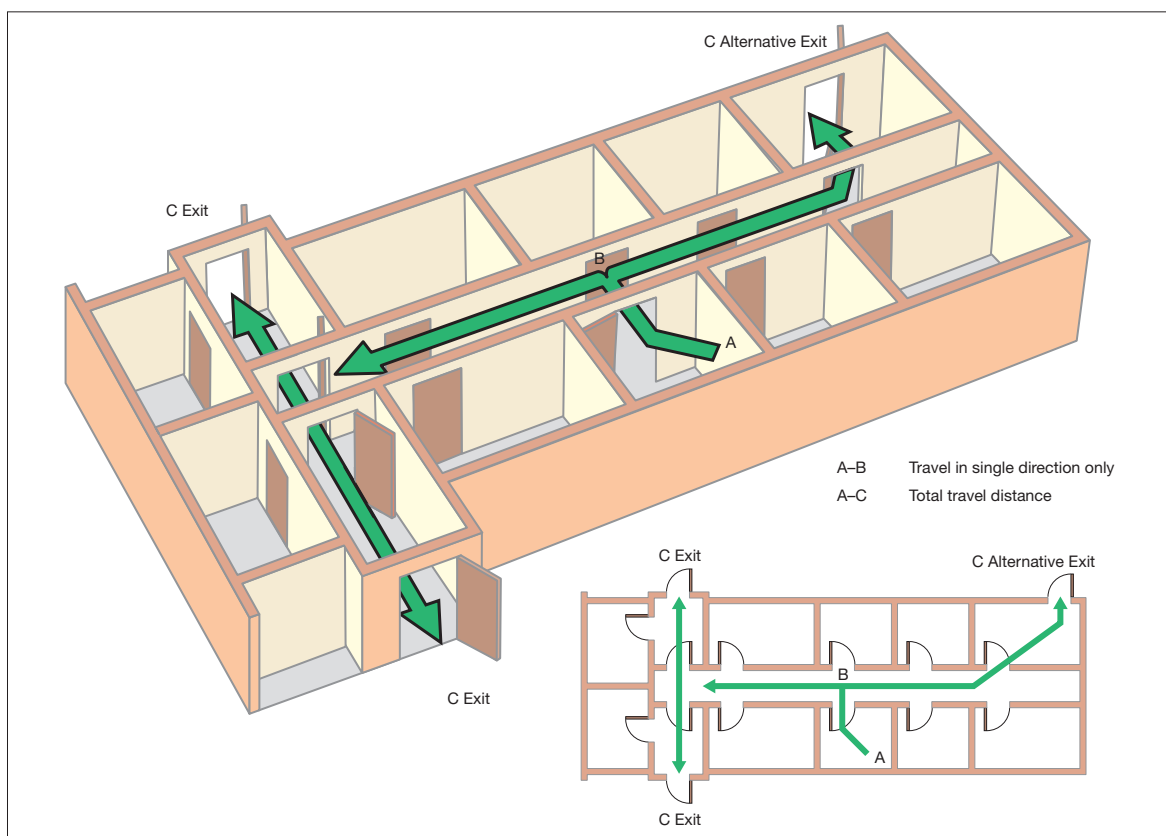 C Alternative Exit
C Exit
B
A
A–B Travel in single direction only
A–C Total travel distance
C Exit
C Exit
C Alternative Exit
B
A
C Exit